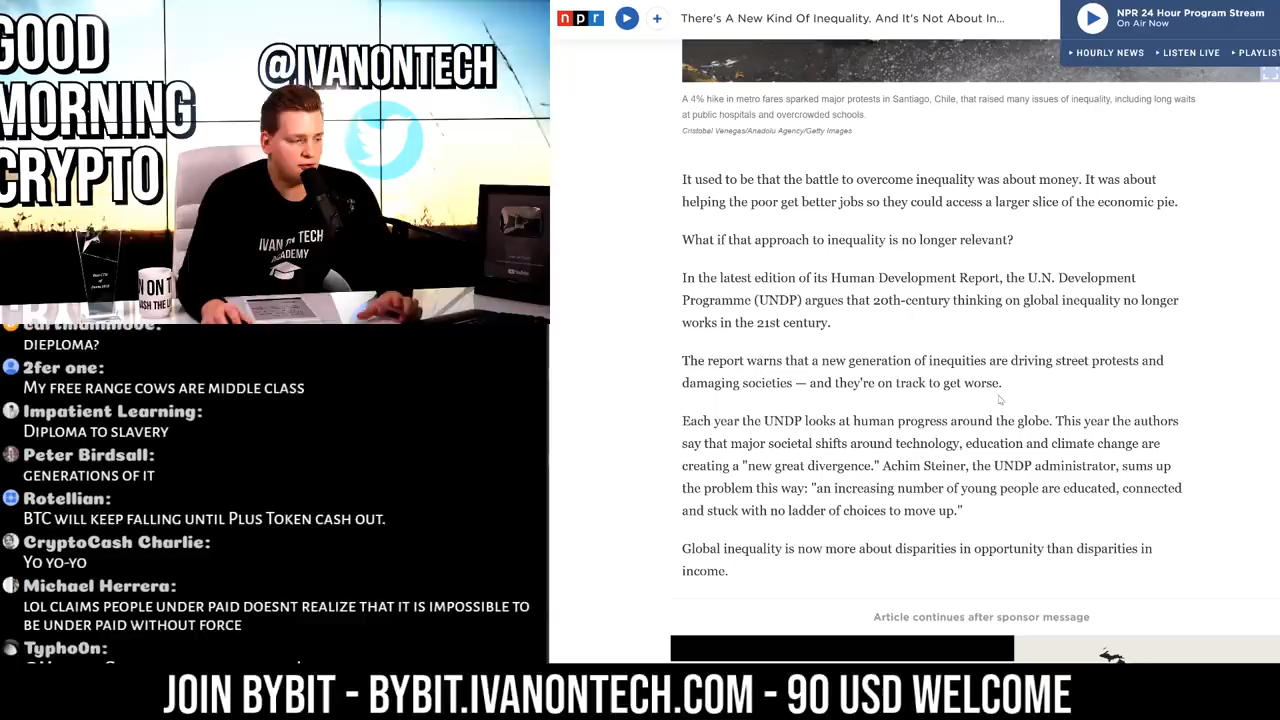 GOOD
MORNING
CRYPTO
@IVANONTECH
IVAN ON TECH
ACADEMY
DIEPLOMA?
2fer one:
MY FREE RANGE COWS ARE MIDDLE CLASS
Impatient Learning:
DIPLOMA TO SLAVERY
Peter Birdsall:
GENERATIONS OF IT
Rotellian:
BTC WILL KEEP FALLING UNTIL PLUS TOKEN CASH OUT.
CryptoCash Charlie:
YO YO-YO
Michael Herrera:
LOL CLAIMS PEOPLE UNDER PAID DOESNT REALIZE THAT IT IS IMPOSSIBLE TO
BE UNDER PAID WITHOUT FORCE
Typho0n:
npr
There's A New Kind Of Inequality. And It's Not About In...
NPR 24 Hour Program Stream
On Air Now
HOURLY NEWS
LISTEN LIVE
PLAYLIST
A 4% hike in metro fares sparked major protests in Santiago, Chile, that raised many issues of inequality, including long waits
at public hospitals and overcrowded schools.
Cristobal Venegas/Anadolu Agency/Getty Images
It used to be that the battle to overcome inequality was about money. It was about
helping the poor get better jobs so they could access a larger slice of the economic pie.
What if that approach to inequality is no longer relevant?
In the latest edition of its Human Development Report, the U.N. Development
Programme (UNDP) argues that 20th-century thinking on global inequality no longer
works in the 21st century.
The report warns that a new generation of inequities are driving street protests and
damaging societies — and they're on track to get worse.
Each year the UNDP looks at human progress around the globe. This year the authors
say that major societal shifts around technology, education and climate change are
creating a "new great divergence." Achim Steiner, the UNDP administrator, sums up
the problem this way: "an increasing number of young people are educated, connected
and stuck with no ladder of choices to move up."
Global inequality is now more about disparities in opportunity than disparities in
income.
Article continues after sponsor message
JOIN BYBIT - BYBIT.IVANONTECH.COM - 90 USD WELCOME